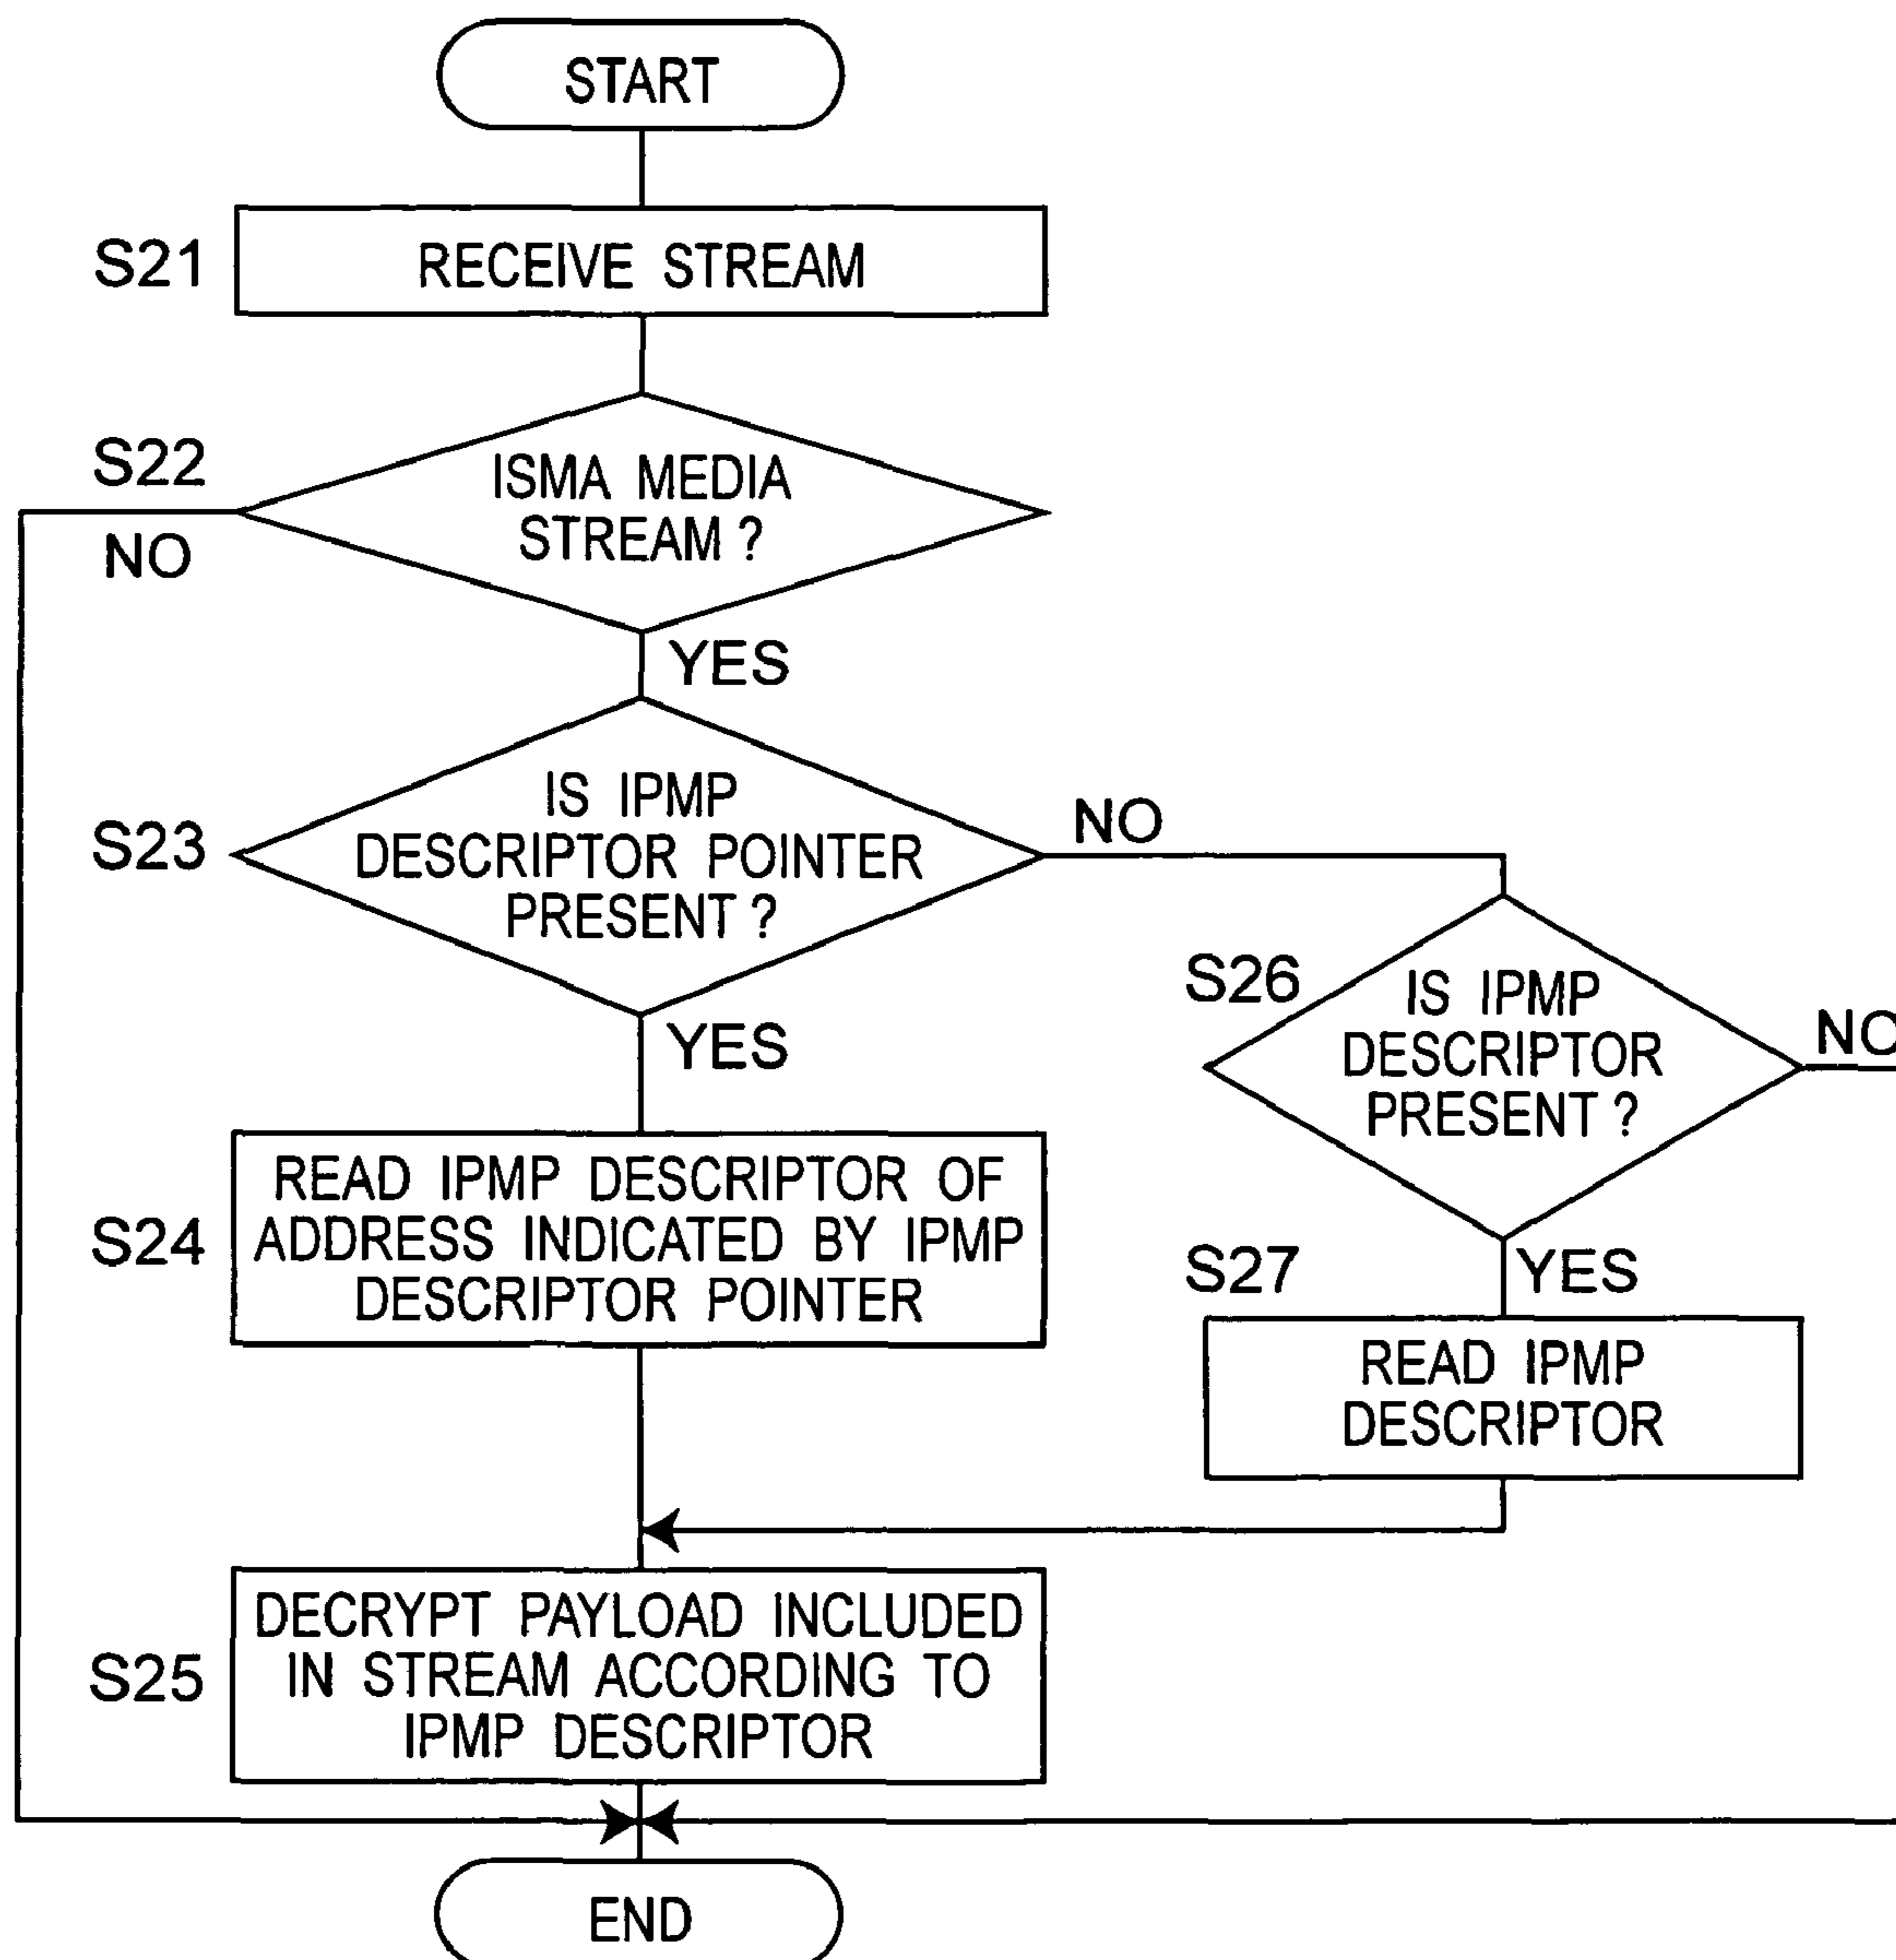 START
S21
RECEIVE STREAM
S22
ISMA MEDIA
STREAM ?
NO
YES
S23
IS IPMP
DESCRIPTOR POINTER
PRESENT ?
NO
YES
S26
IS IPMP
DESCRIPTOR
PRESENT ?
NO
S24
READ IPMP DESCRIPTOR OF
ADDRESS INDICATED BY IPMP
DESCRIPTOR POINTER
S27
YES
READ IPMP
DESCRIPTOR
S25
DECRYPT PAYLOAD INCLUDED
IN STREAM ACCORDING TO
IPMP DESCRIPTOR
END